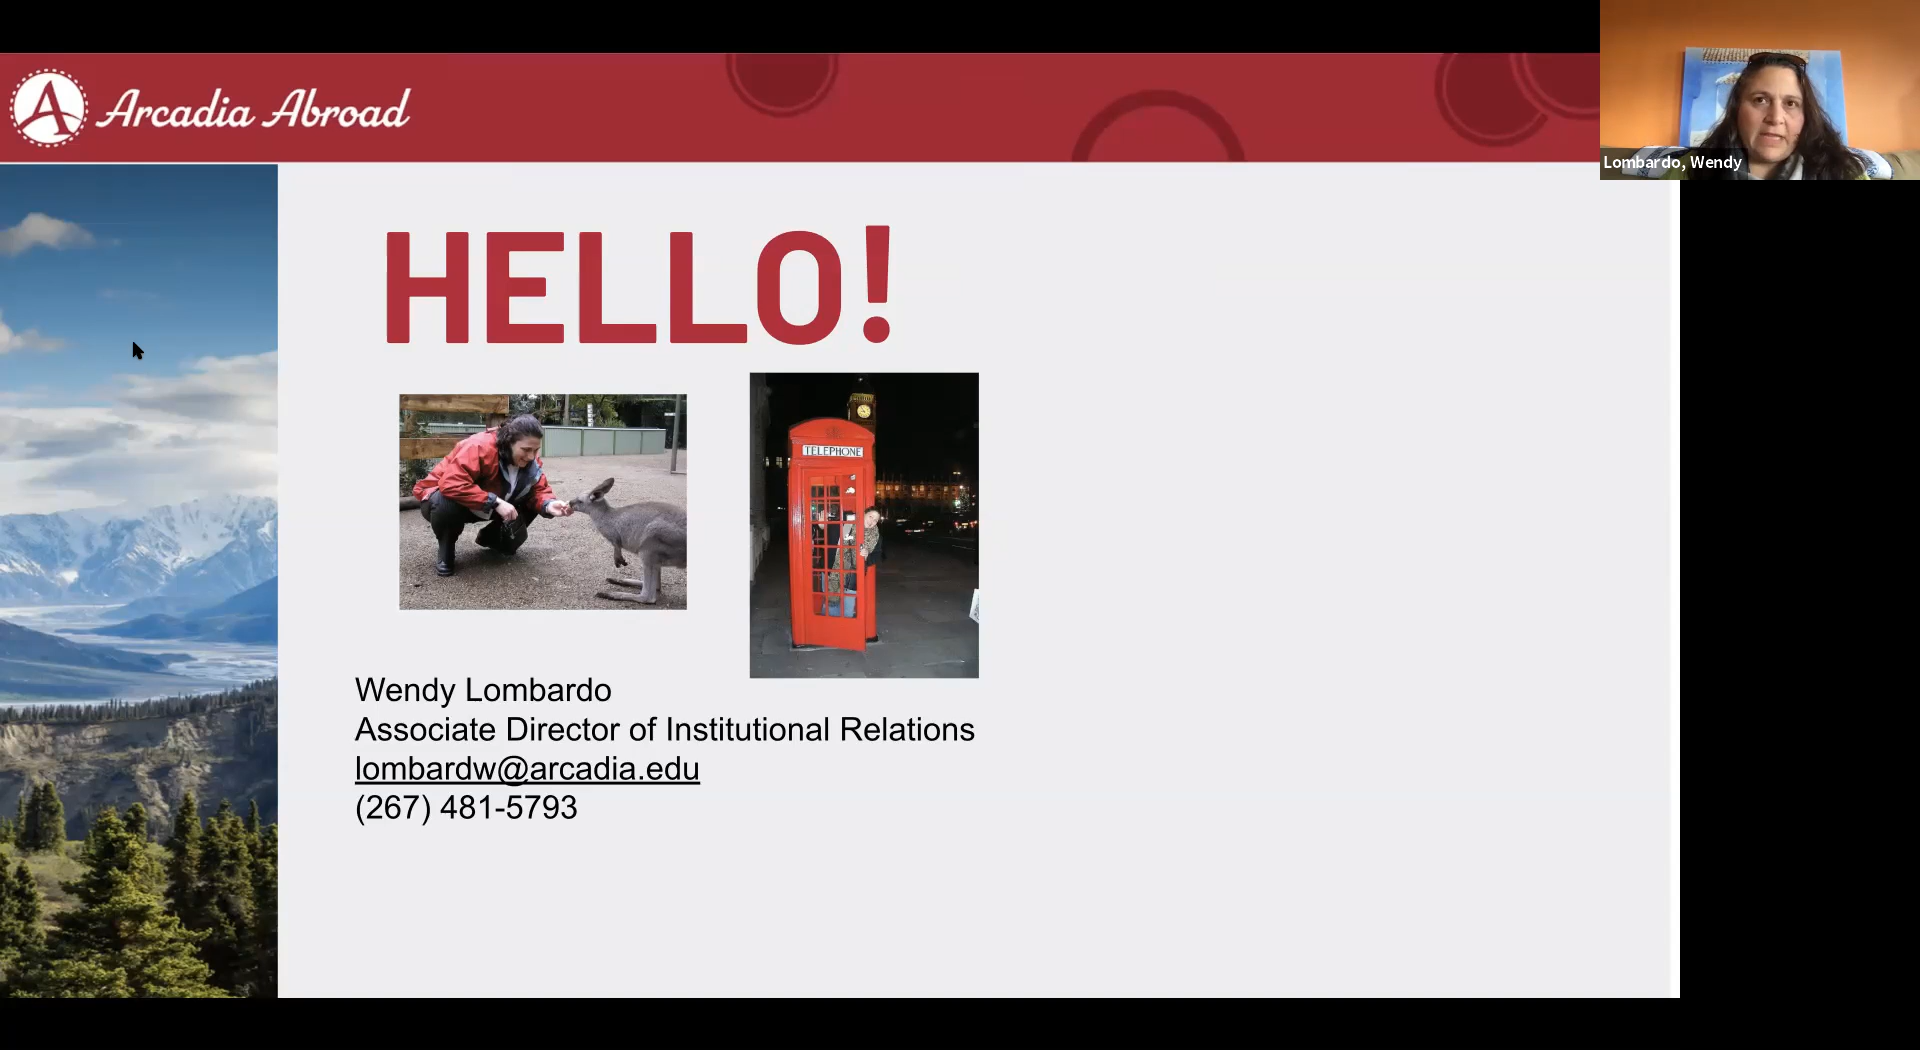 Arcadia Abroad
Lombardo, Wendy
HELLO!
TELEPHONE
Wendy Lombardo
Associate Director of Institutional Relations
lombardw@arcadia.edu
(267) 481-5793